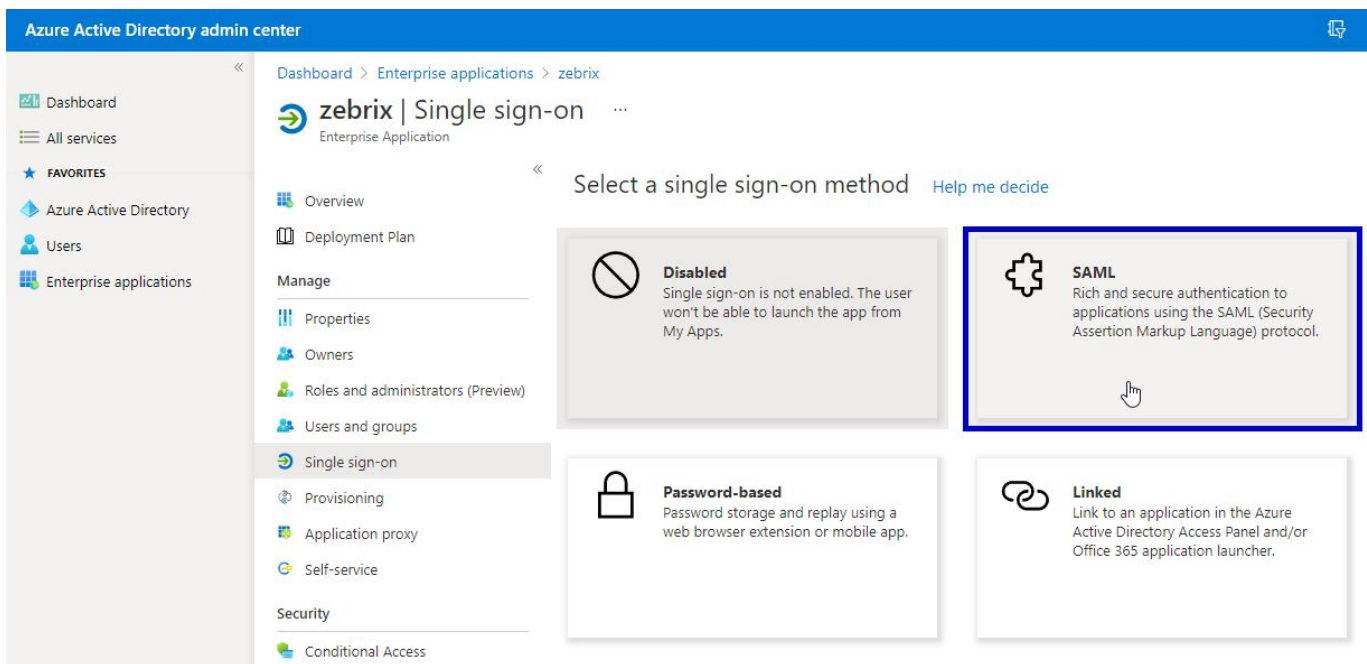 Azure Active Directory admin center
Dashboard
All services
FAVORITES
Azure Active Directory
Users
Enterprise applications
Dashboard > Enterprise applications > zebrix
zebrix | Single sign-on ...
Enterprise Application
Overview
Deployment Plan
Manage
Properties
Owners
Roles and administrators (Preview)
Users and groups
Single sign-on
Provisioning
Application proxy
Self-service
Security
Conditional Access
Select a single sign-on method Help me decide
Disabled
Single sign-on is not enabled. The user
won't be able to launch the app from
My Apps.
SAML
Rich and secure authentication to
applications using the SAML (Security
Assertion Markup Language) protocol.
Password-based
Password storage and replay using a
web browser extension or mobile app.
Linked
Link to an application in the Azure
Active Directory Access Panel and/or
Office 365 application launcher.